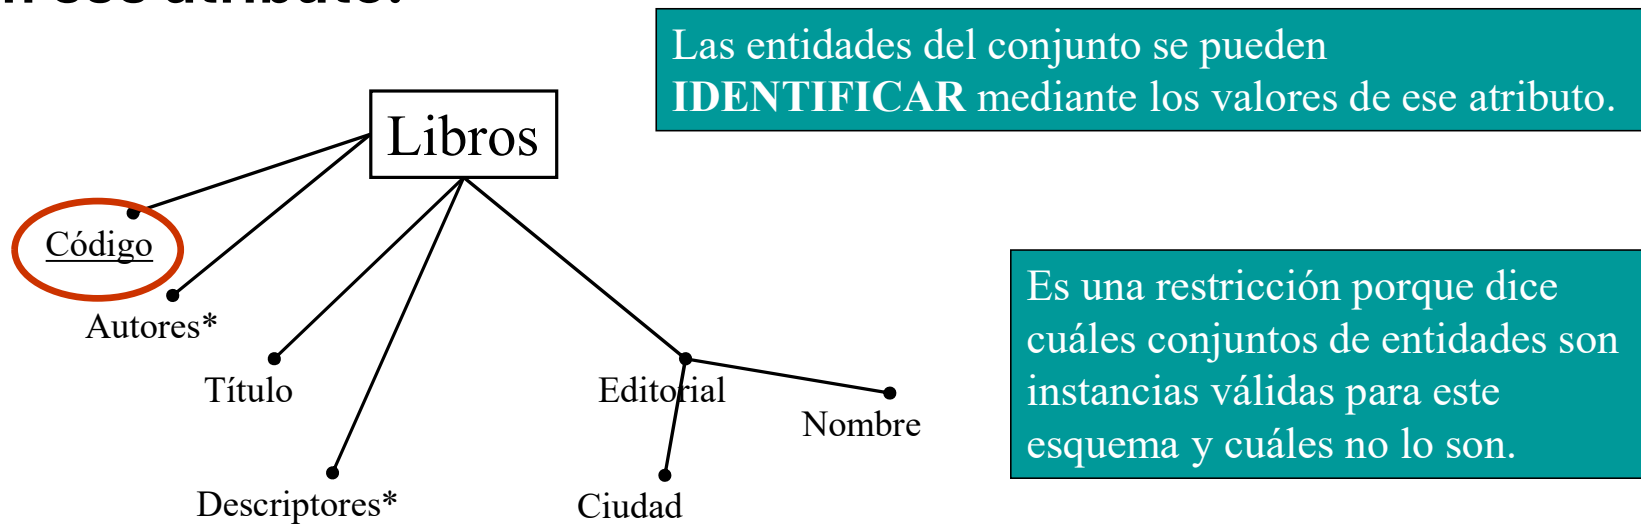 ese atributo.
Las entidades del conjunto se pueden
IDENTIFICAR mediante los valores de ese atributo.
Libros
Código
Autores*
Título
Editorial
Nombre
Descriptores*
Ciudad
Es una restricción porque dice
cuáles conjuntos de entidades son
instancias válidas para este
esquema y cuáles no lo son.